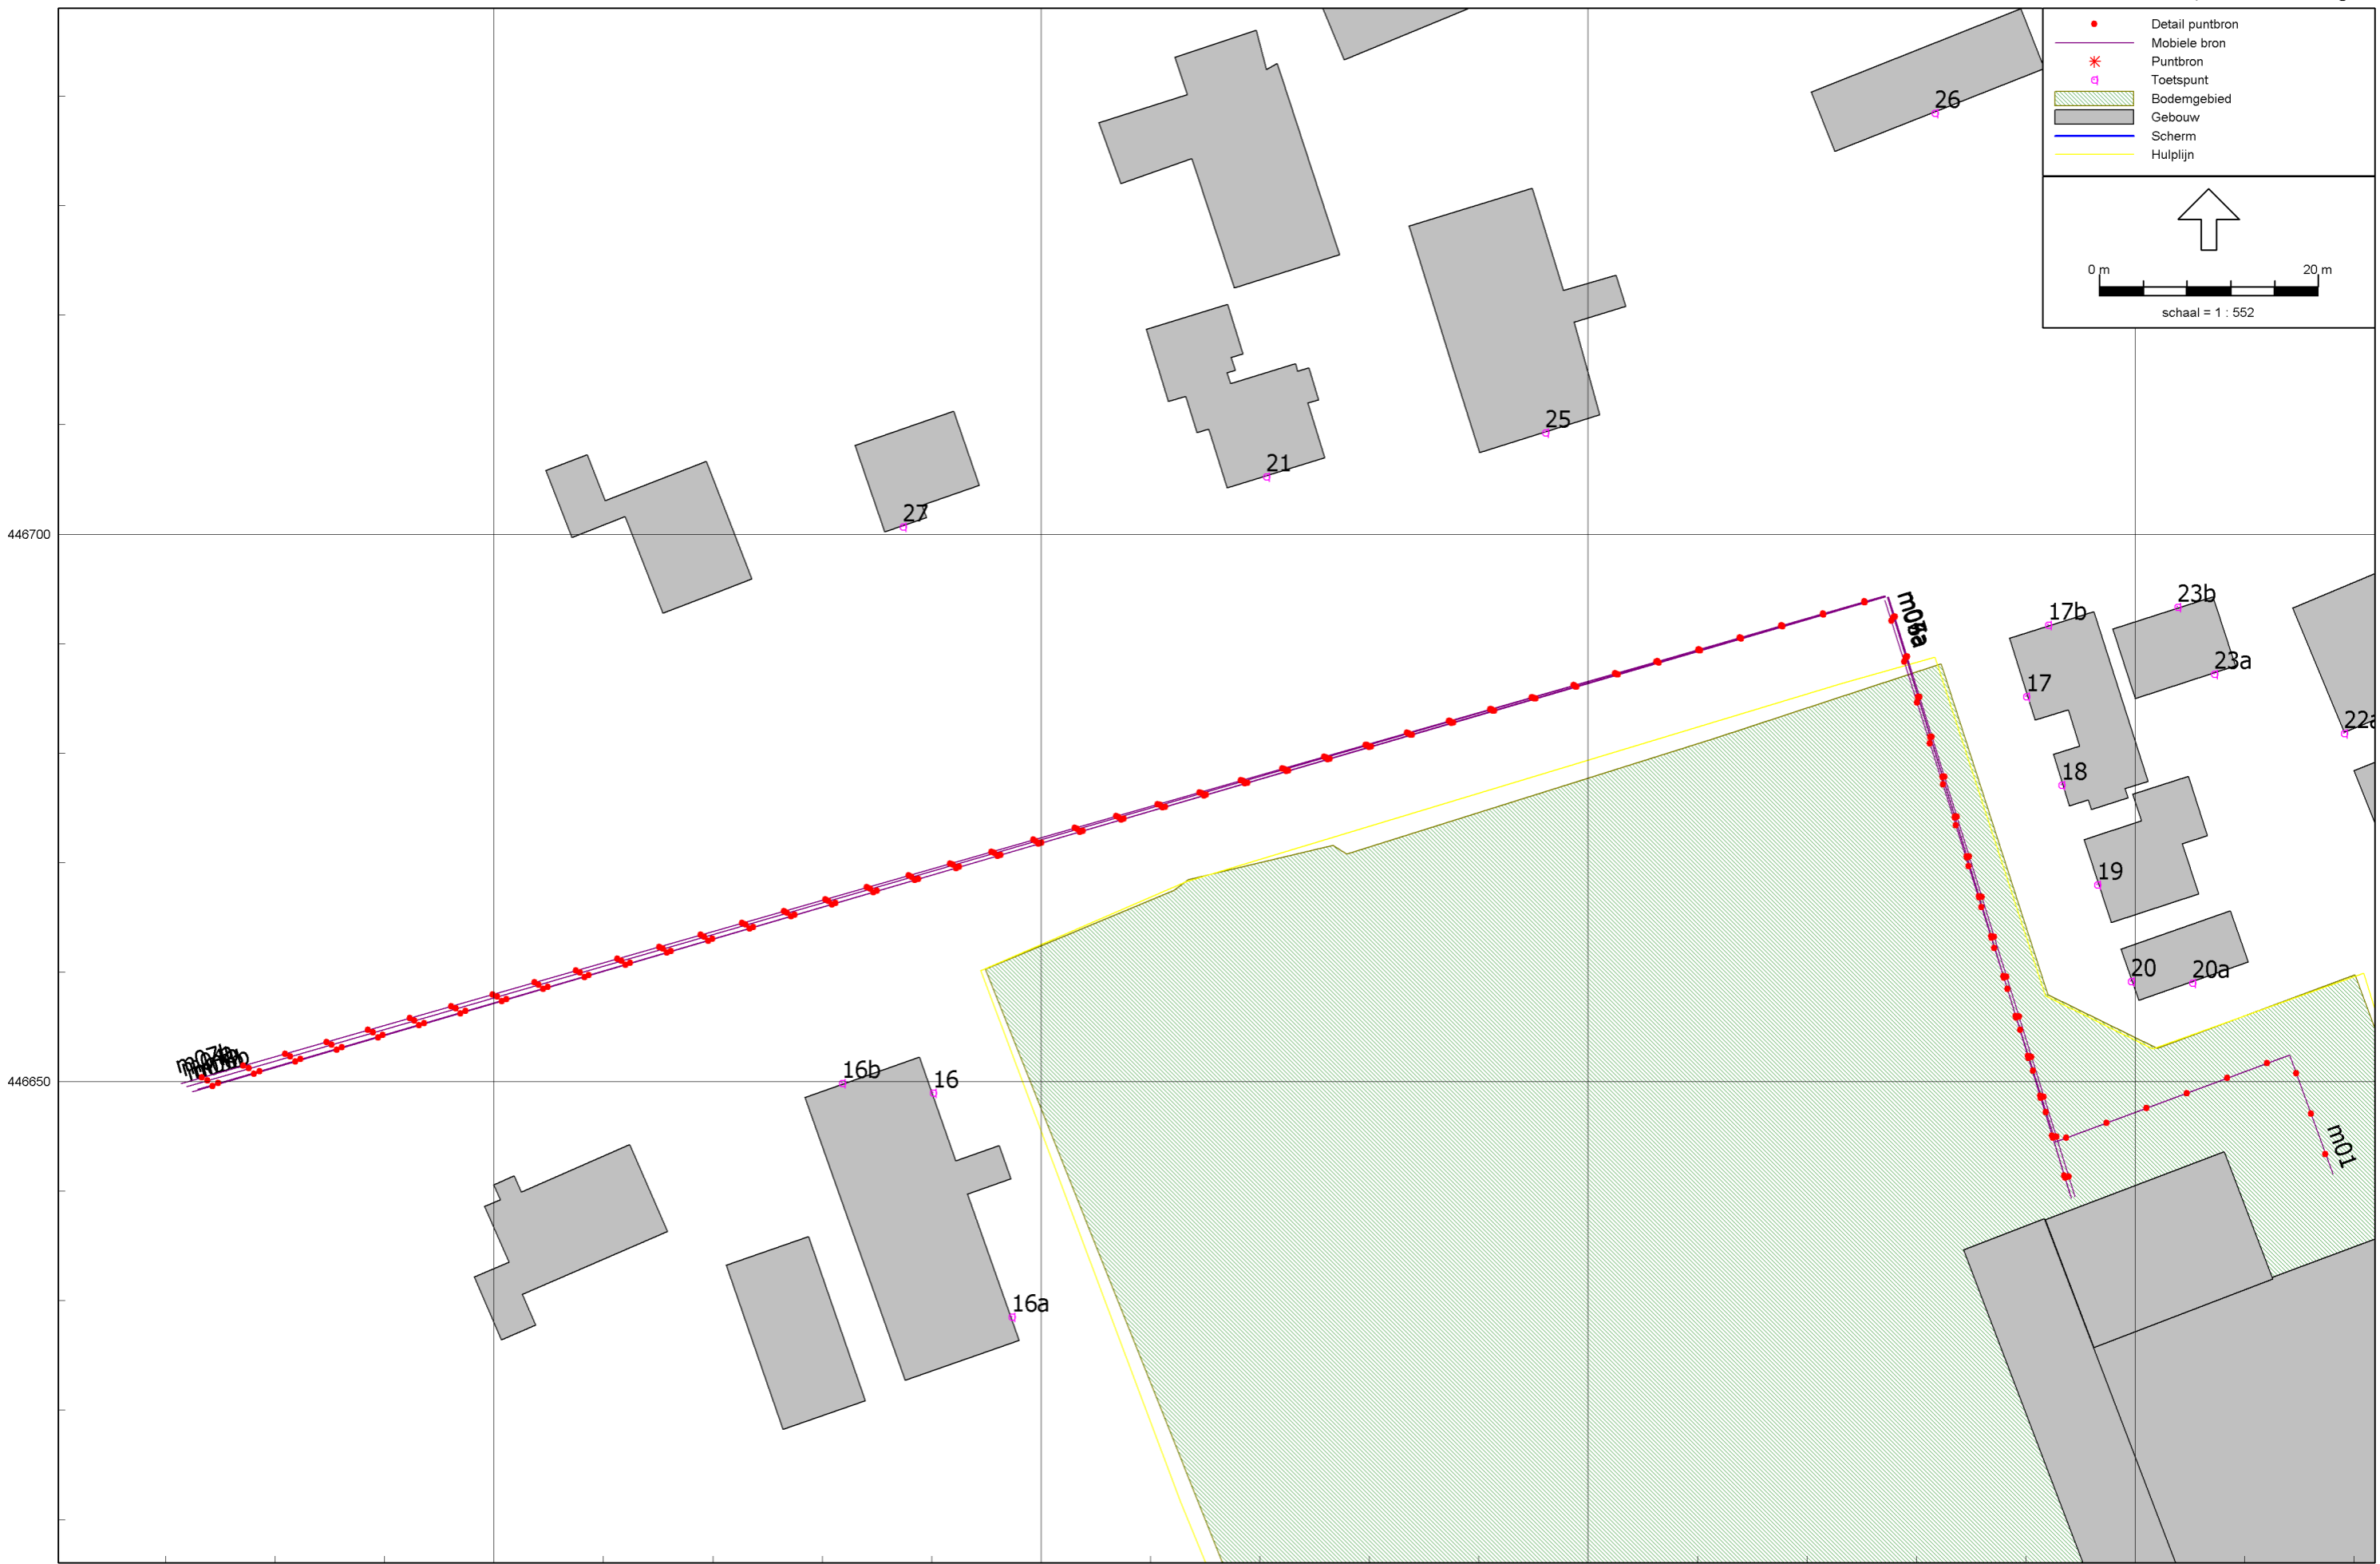 Detail puntbron
Mobiele bron
Puntbron
Toetspunt
Bodemgebied
Gebouw
Scherm
Hulplijn
0 m
20 m
schaal = 1 : 552
26
25
21
27
446700
23b
17b
23a
17
22a
18
19
20
20a
446650
16b
16
m01
16a